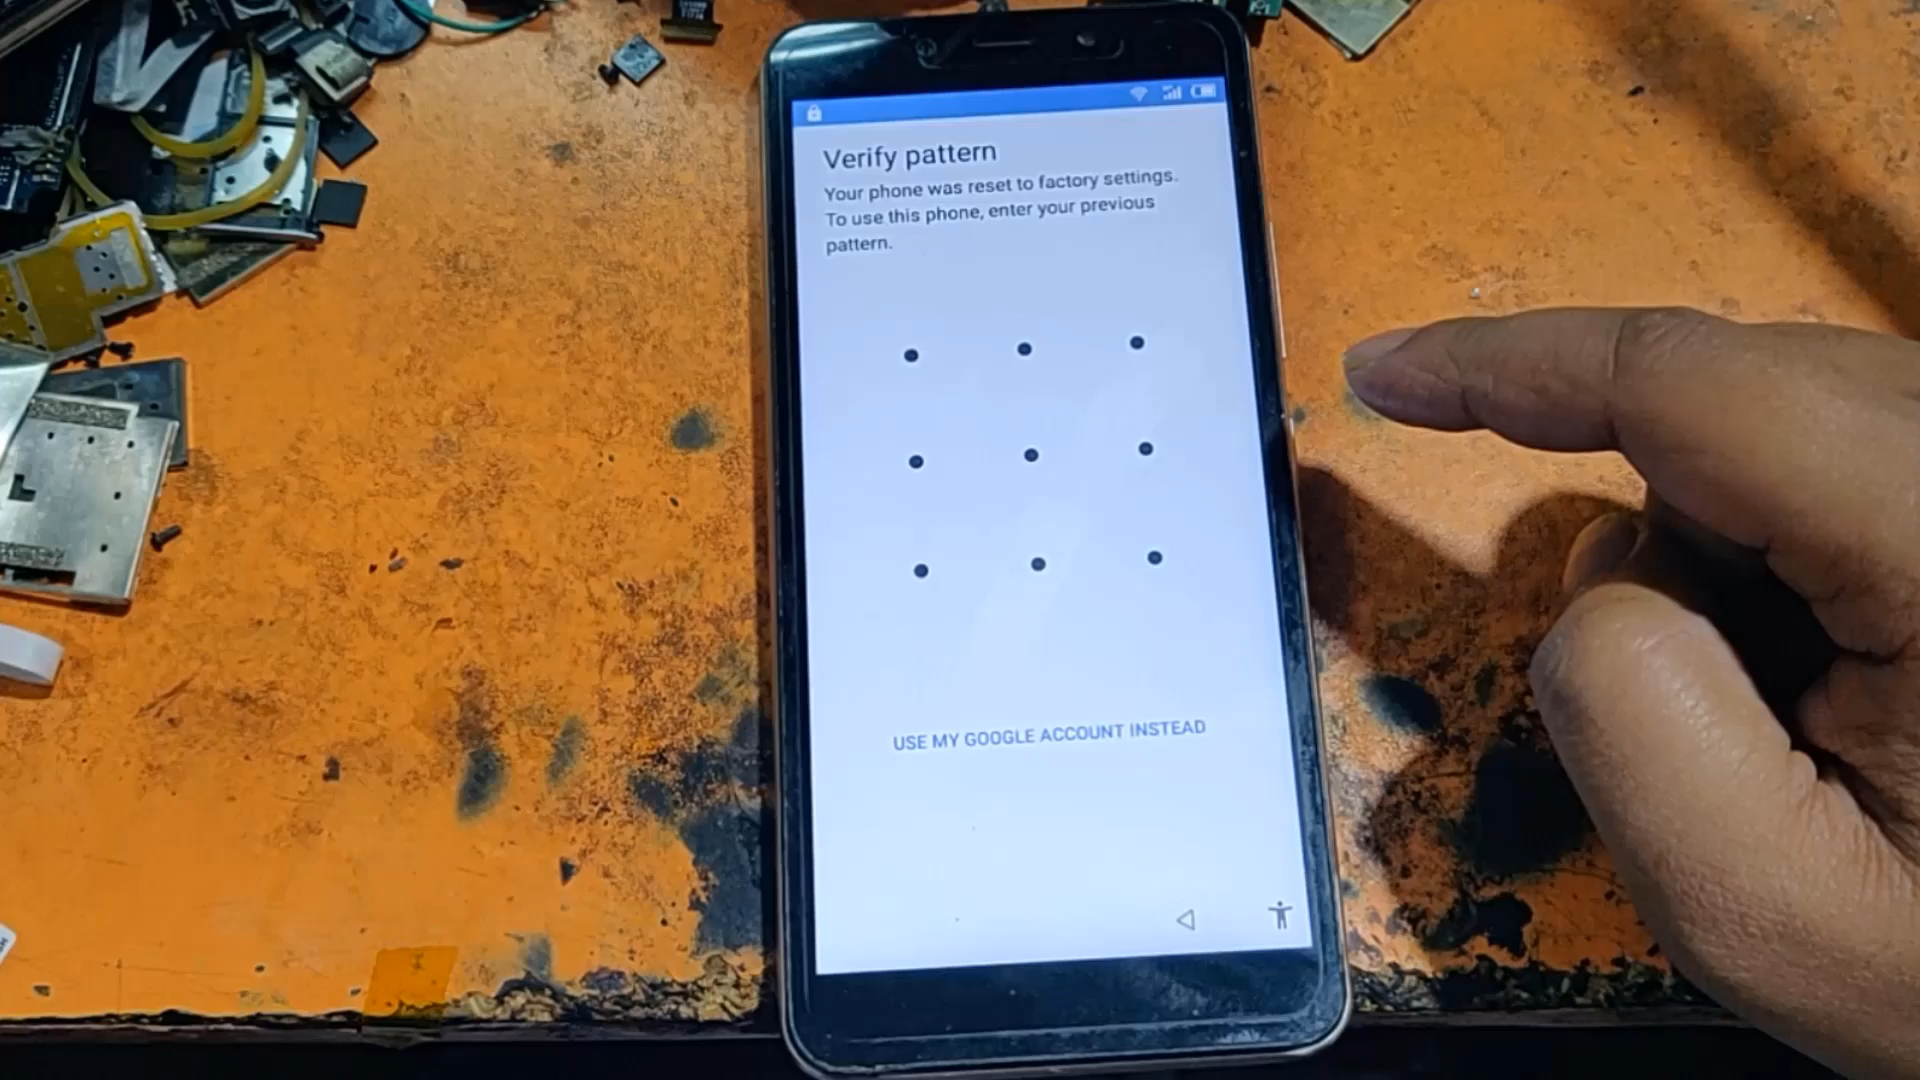 Verify pattern
Your phone was reset to factory settings.
To use this phone, enter your previous
pattern.
USE MY GOOGLE ACCOUNT INSTEAD